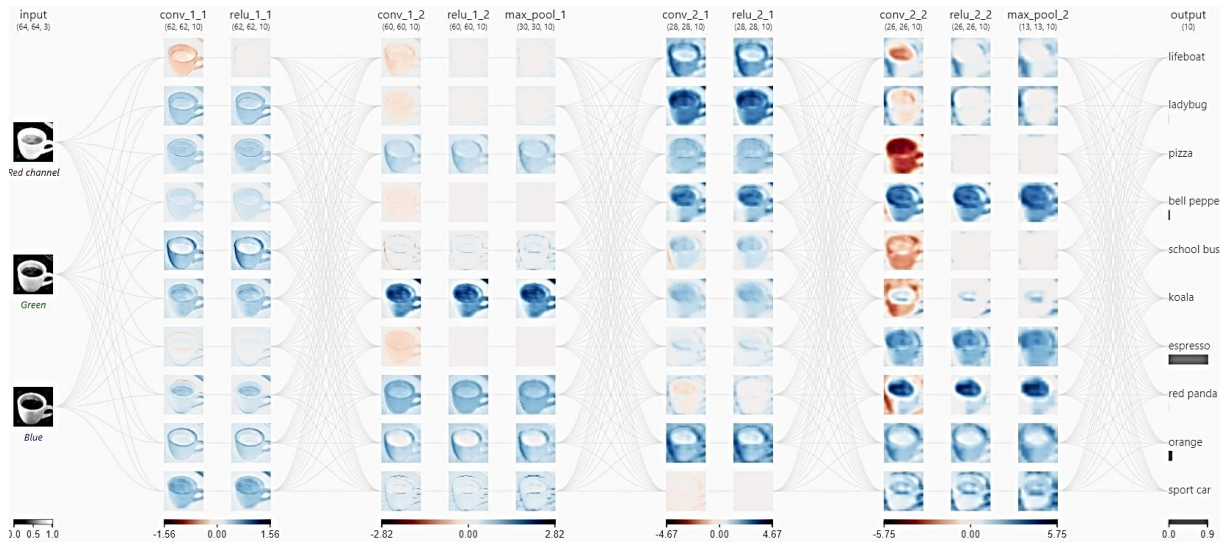 input conv_1_1 relu_1_1 conv_1_2 relu_1_2 max_pool_1 conv_2_1 relu_2_1 conv_2_2 relu_2_2 max_pool_2 output
(64, 64, 3) (62, 62, 10) (62, 62, 10) (60, 60, 10) (60, 60, 10) (30, 30, 10) (28, 28, 10) (28, 28, 10) (26, 26, 10) (26, 26, 10) (13, 13, 10) (10)
lifeboat
ladybug
pizza
Red channel
bell peppe
school bus
Green
koala
espresso
red panda
Blue
orange
sport car
0.0 0.5 1.0 -1.56 0.00 1.56 -2.82 0.00 2.82 -4.67 0.00 4.67 -5.75 0.00 5.75 0.0 0.9